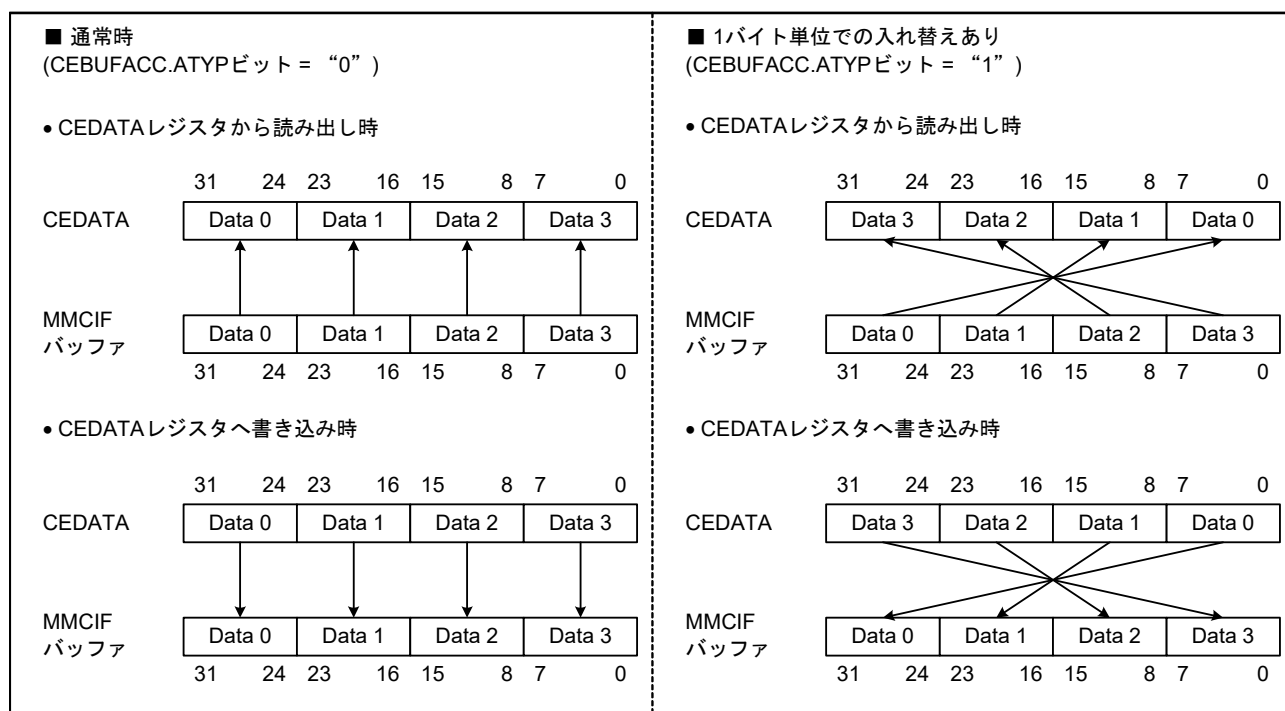 ■ 通常時
(CEBUFACC.ATYPビット = “0”)
• CEDATAレジスタから読み出し時
31 24 23 16 15 8 7 0
CEDATA Data 0 Data 1 Data 2 Data 3
MMCIF
バッファ Data 0 Data 1 Data 2 Data 3
31 24 23 16 15 8 7 0
• CEDATAレジスタへ書き込み時
31 24 23 16 15 8 7 0
CEDATA Data 0 Data 1 Data 2 Data 3
MMCIF
バッファ Data 0 Data 1 Data 2 Data 3
31 24 23 16 15 8 7 0
■ 1バイト単位での入れ替えあり
(CEBUFACC.ATYPビット = “1”)
• CEDATAレジスタから読み出し時
31 24 23 16 15 8 7 0
CEDATA Data 3 Data 2 Data 1 Data 0
MMCIF
バッファ Data 0 Data 1 Data 2 Data 3
31 24 23 16 15 8 7 0
• CEDATAレジスタへ書き込み時
31 24 23 16 15 8 7 0
CEDATA Data 3 Data 2 Data 1 Data 0
MMCIF
バッファ Data 0 Data 1 Data 2 Data 3
31 24 23 16 15 8 7 0